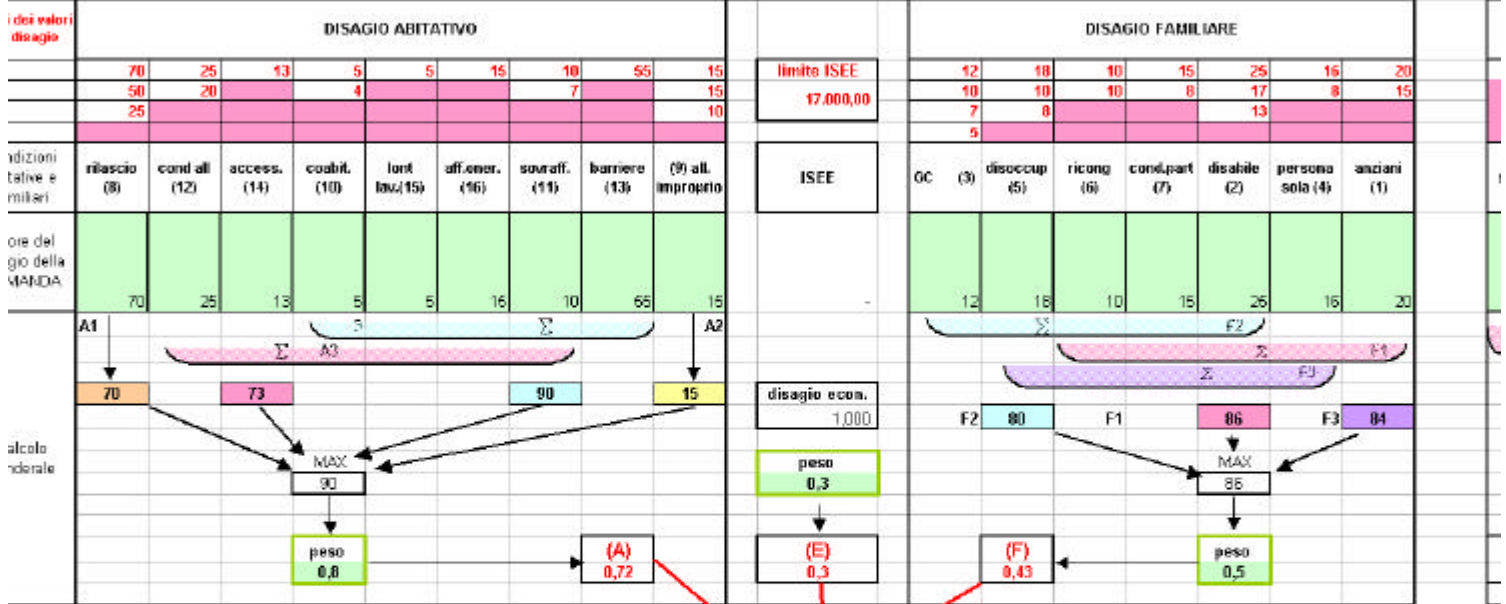 i dei valori
disagio
DISAGIO ABITATIVO
DISAGIO FAMILIARE
70 25 13 5 5 15 10 55 15
limite ISEE
12 18 10 15 25 16 20
50 20 4 7 15
17.000,00
10 10 10 8 17 8 15
25 10
7 8 13
5
ndizioni
tative e
miliari
rilascio
(8)
cond all
(12)
access.
(14)
coabit.
(10)
lont
lav.(15)
aff.ener.
(16)
sovraff.
(11)
barriere
(13)
(9) all.
improprio
ISEE
GC (3)
disoccup
(5)
ricong
(6)
cond.part
(7)
disabile
(2)
persona
sola (4)
anziani
(1)
ore del
gio della
MANDA
70 25 13 5 5 15 10 55 15
-
12 18 10 15 25 16 20
A1
Σ
A2
Σ F2
Σ A3
Σ F1
Σ F3
70 73 90 15
disagio econ.
1,000
F2 80 F1 86 F3 84
alcolo
nderale
MAX
90
peso
0,3
MAX
86
peso
0,8
(A)
0,72
(E)
0,3
(F)
0,43
peso
0,5